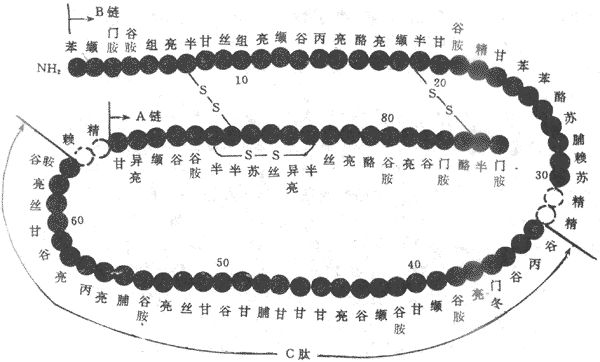 B链
苯 缬 门胺 谷胺 组 亮 半 甘 丝 组 亮 缬 谷 丙 亮 酪 亮 缬 半 甘 谷胺 精 甘 苯 苯 酪 苏 脯 赖 苏
NH₂
10
20
30
S
S
S
S
A链
80
赖 精
甘 异亮 缬 谷 谷胺 半 半 苏 丝 异亮 半 丝 亮 酪 谷胺 亮 谷 门胺 酪 半 门胺
S S
精 精
谷胺 亮 丝 甘 谷 亮 丙 亮 脯 谷胺 亮 丝 甘 谷 甘 脯 甘 甘 甘 亮 谷 缬 谷胺 甘 缬 谷胺 亮 门冬 谷 丙 谷
60
50
40
C肽